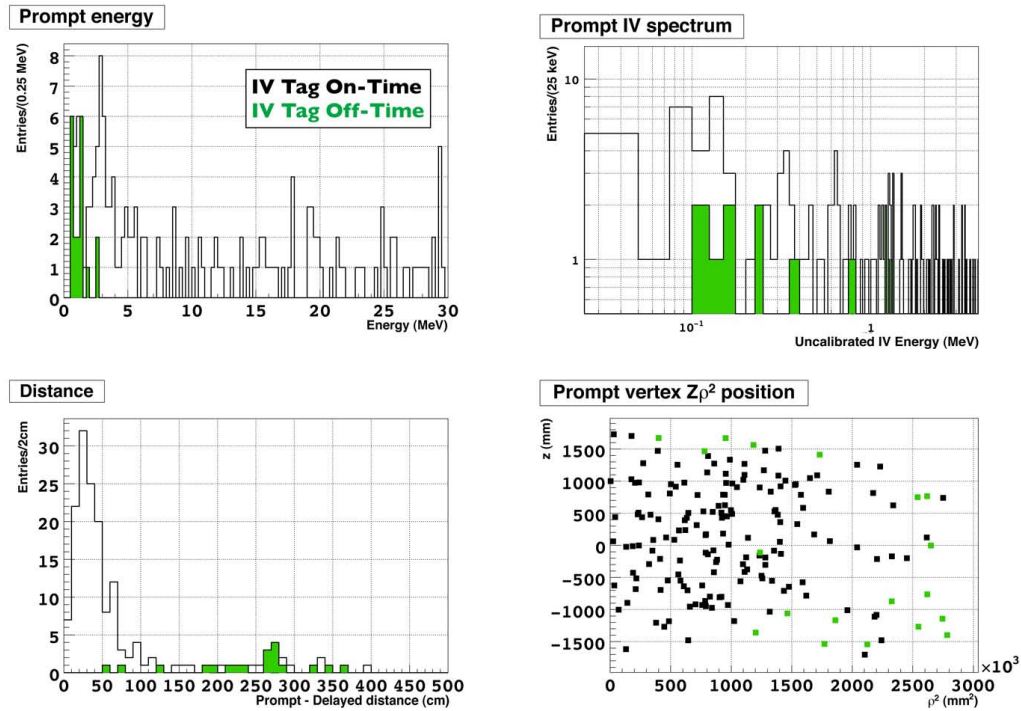 Prompt energy
Entries/(0.25 MeV)
8
7
6
5
4
3
2
1
0
IV Tag On-Time
IV Tag Off-Time
0 5 10 15 20 25 30
Energy (MeV)
Prompt IV spectrum
Entries/(25 keV)
10
1
10⁻¹ 1
Uncalibrated IV Energy (MeV)
Distance
Entries/2cm
30
25
20
15
10
5
0
0 50 100 150 200 250 300 350 400 450 500
Prompt - Delayed distance (cm)
Prompt vertex Zρ² position
z (mm)
1500
1000
500
0
−500
−1000
−1500
0 500 1000 1500 2000 2500 3000
×10³
ρ² (mm²)